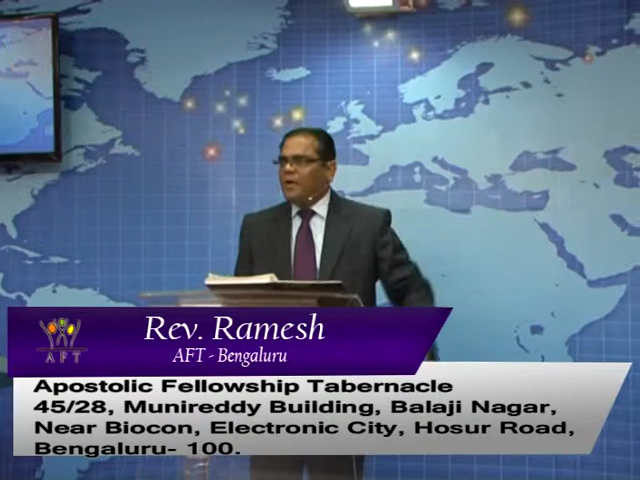 Rev. Ramesh
AFT
AFT - Bengaluru
Apostolic Fellowship Tabernacle
45/28, Munireddy Building, Balaji Nagar,
Near Biocon, Electronic City, Hosur Road,
Bengaluru- 100.